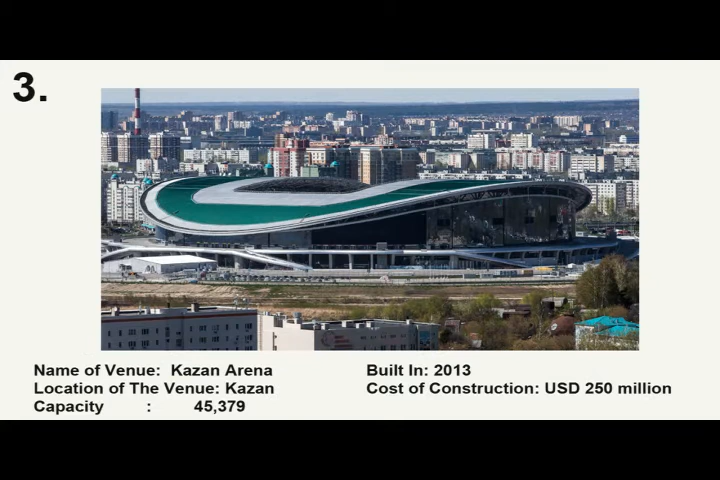 3.
Name of Venue: Kazan Arena
Location of The Venue: Kazan
Capacity : 45,379
Built In: 2013
Cost of Construction: USD 250 million